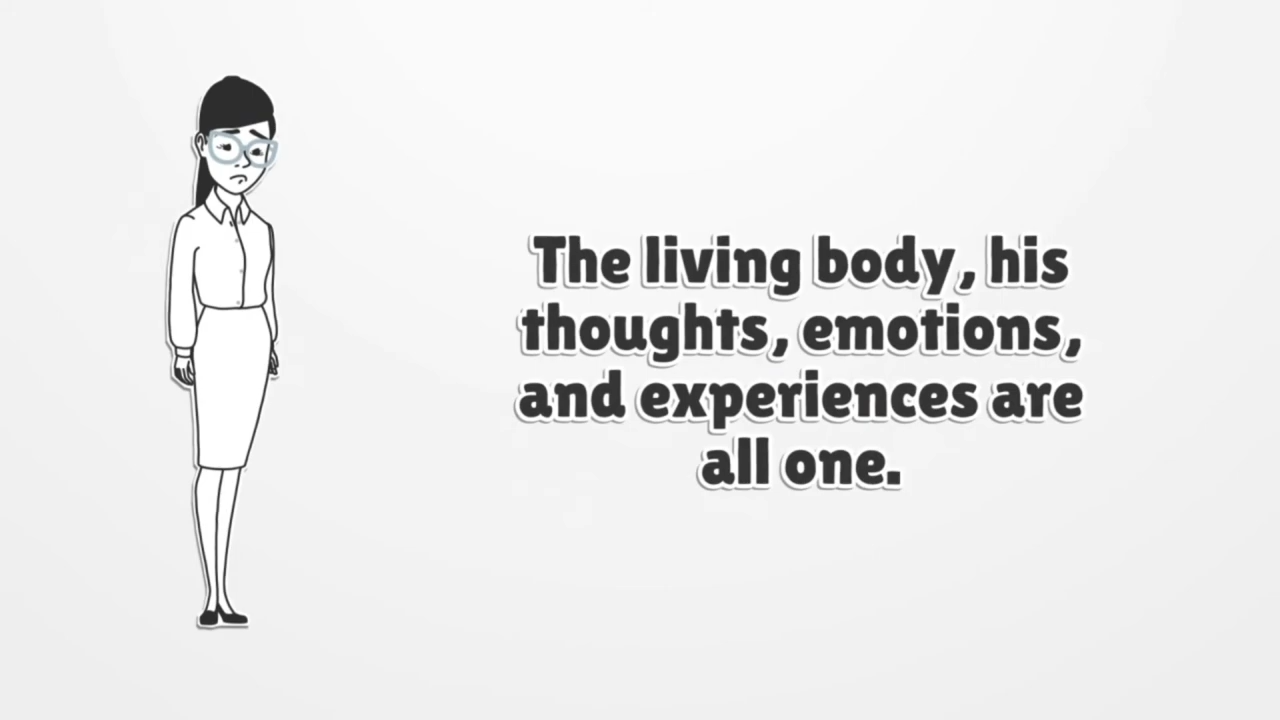 The living body, his
thoughts, emotions,
and experiences are
all one.